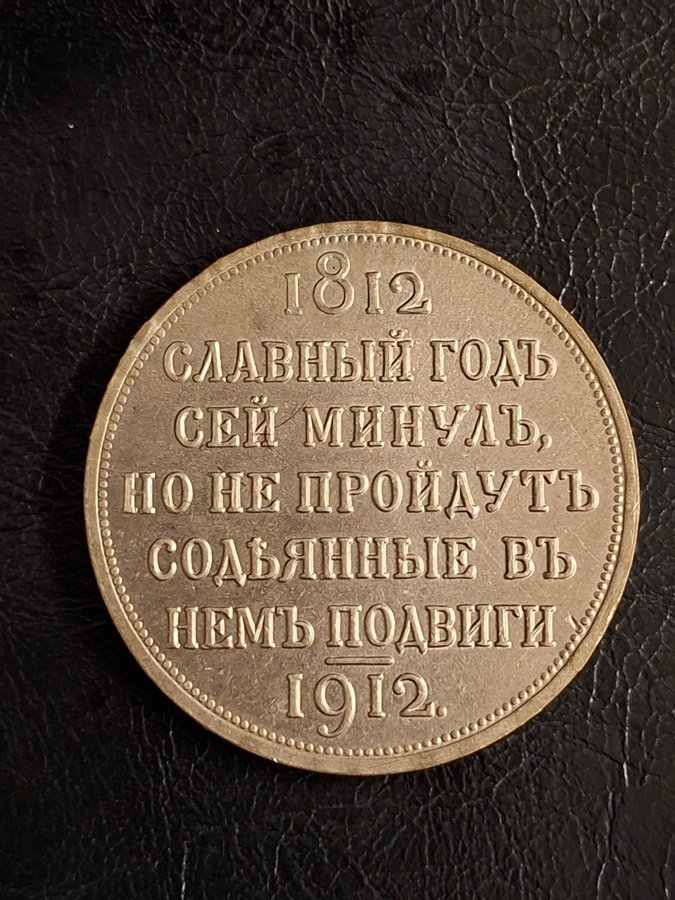 1812
СЛАВНЫЙ ГОДЪ
СЕЙ МИНУЛЪ,
НО НЕ ПРОЙДУТЪ
СОДѢЯННЫЕ ВЪ
НЕМЪ ПОДВИГИ
1912.